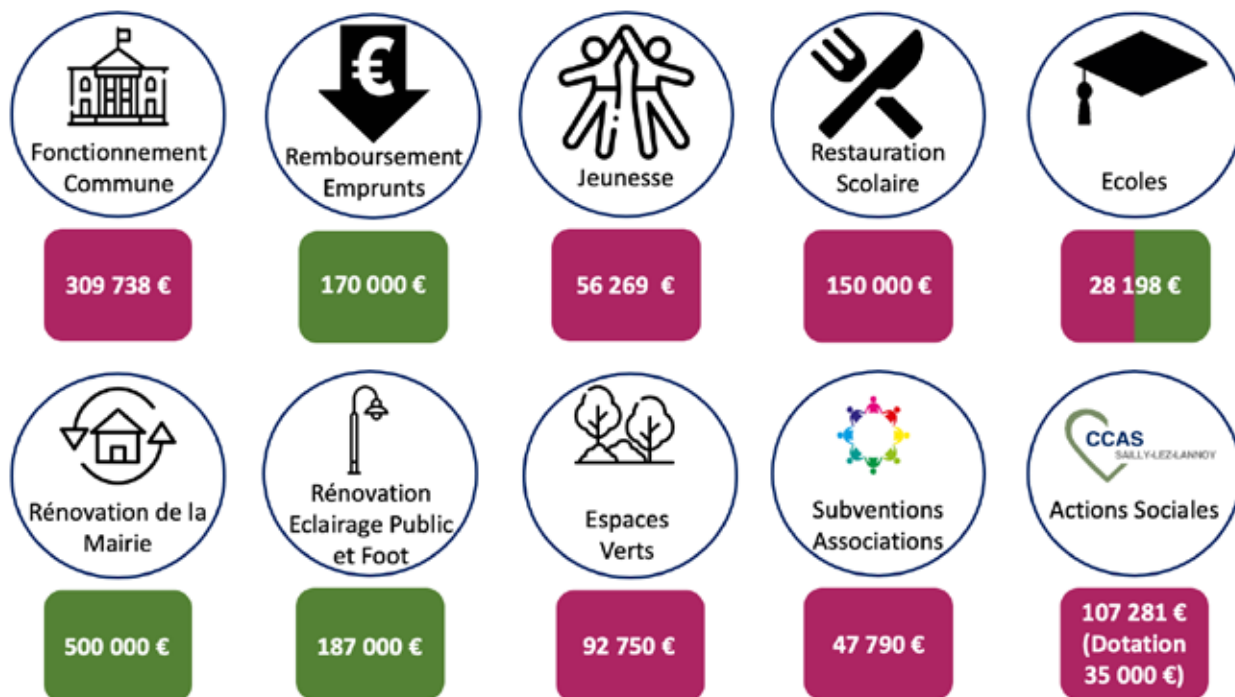 €
Fonctionnement
Commune
Remboursement
Emprunts
Jeunesse
Restauration
Scolaire
Ecoles
309 738 €
170 000 €
56 269 €
150 000 €
28 198 €
Rénovation de la
Mairie
Rénovation
Eclairage Public
et Foot
Espaces
Verts
Subventions
Associations
CCAS
SAILLY-LEZ-LANNOY
Actions Sociales
500 000 €
187 000 €
92 750 €
47 790 €
107 281 €
(Dotation
35 000 €)